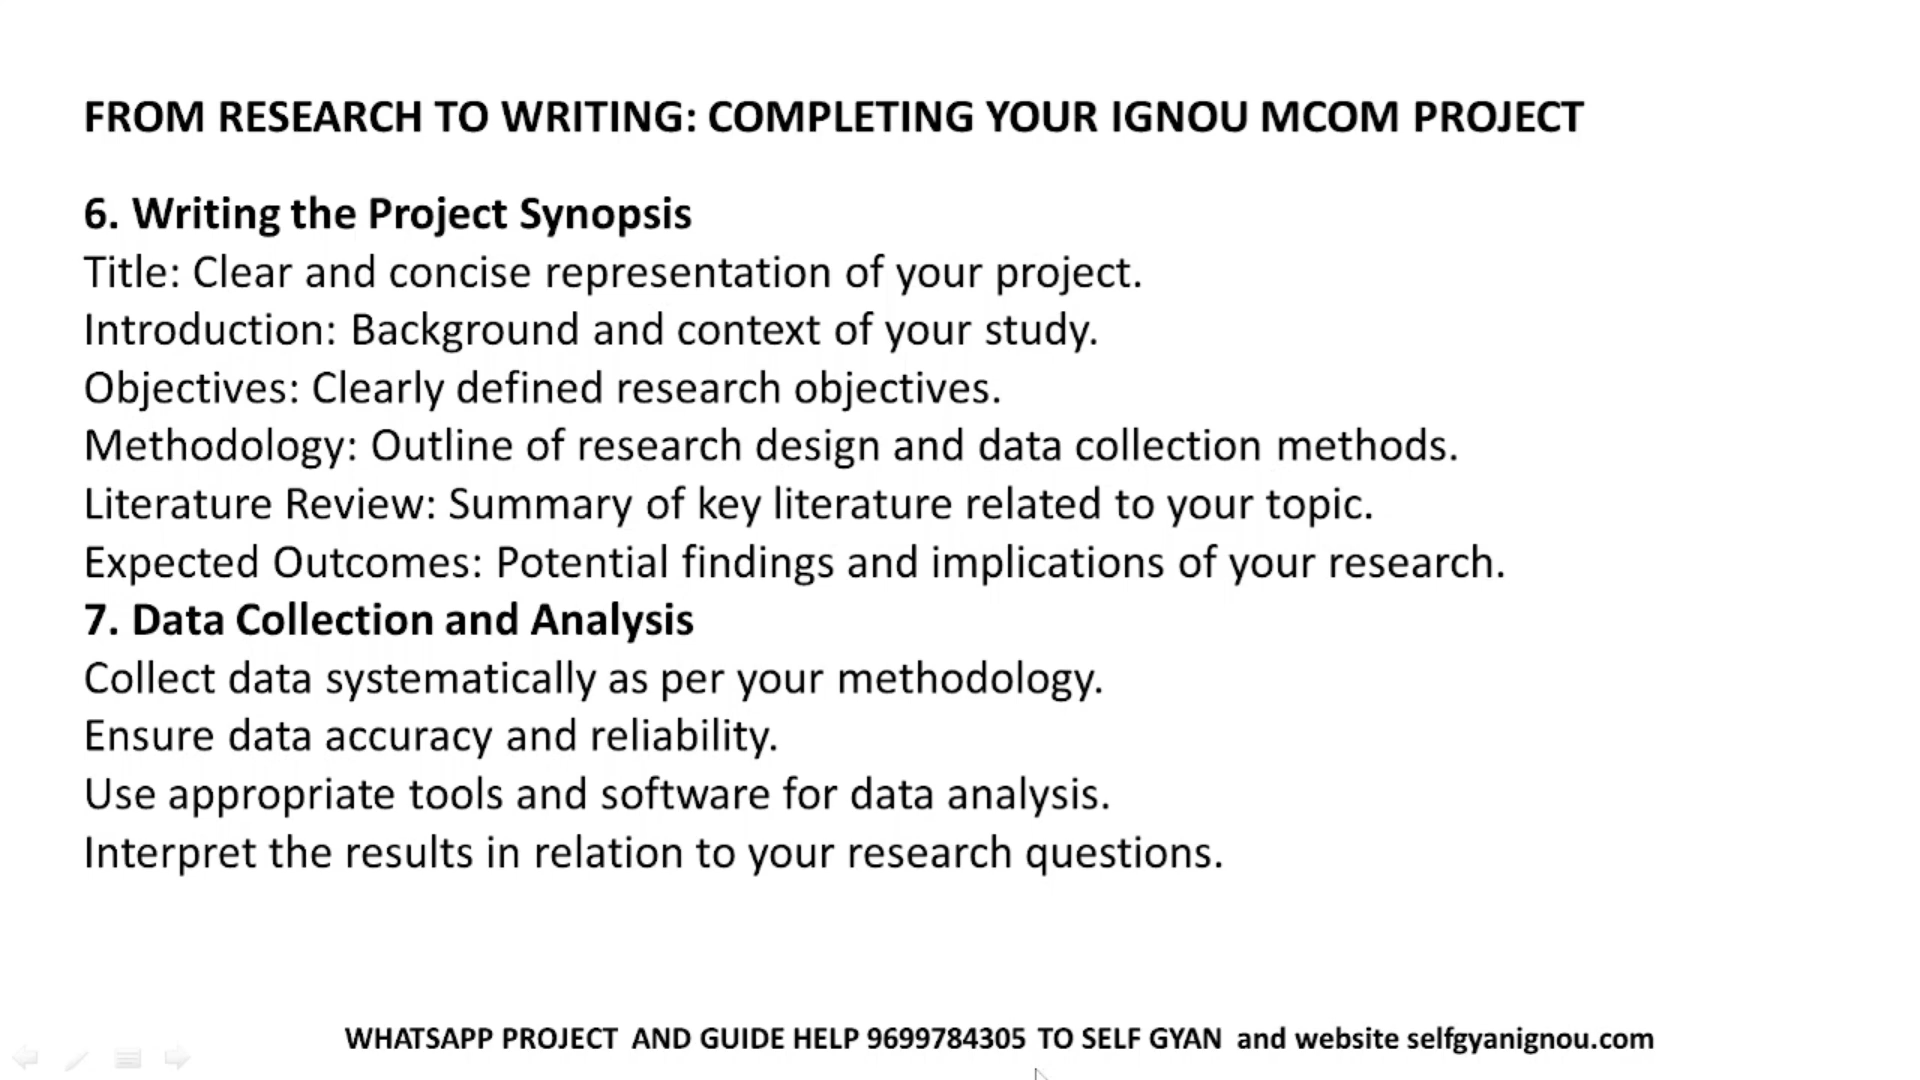 FROM RESEARCH TO WRITING: COMPLETING YOUR IGNOU MCOM PROJECT
6. Writing the Project Synopsis
Title: Clear and concise representation of your project.
Introduction: Background and context of your study.
Objectives: Clearly defined research objectives.
Methodology: Outline of research design and data collection methods.
Literature Review: Summary of key literature related to your topic.
Expected Outcomes: Potential findings and implications of your research.
7. Data Collection and Analysis
Collect data systematically as per your methodology.
Ensure data accuracy and reliability.
Use appropriate tools and software for data analysis.
Interpret the results in relation to your research questions.
WHATSAPP PROJECT AND GUIDE HELP 9699784305 TO SELF GYAN and website selfgyanignou.com